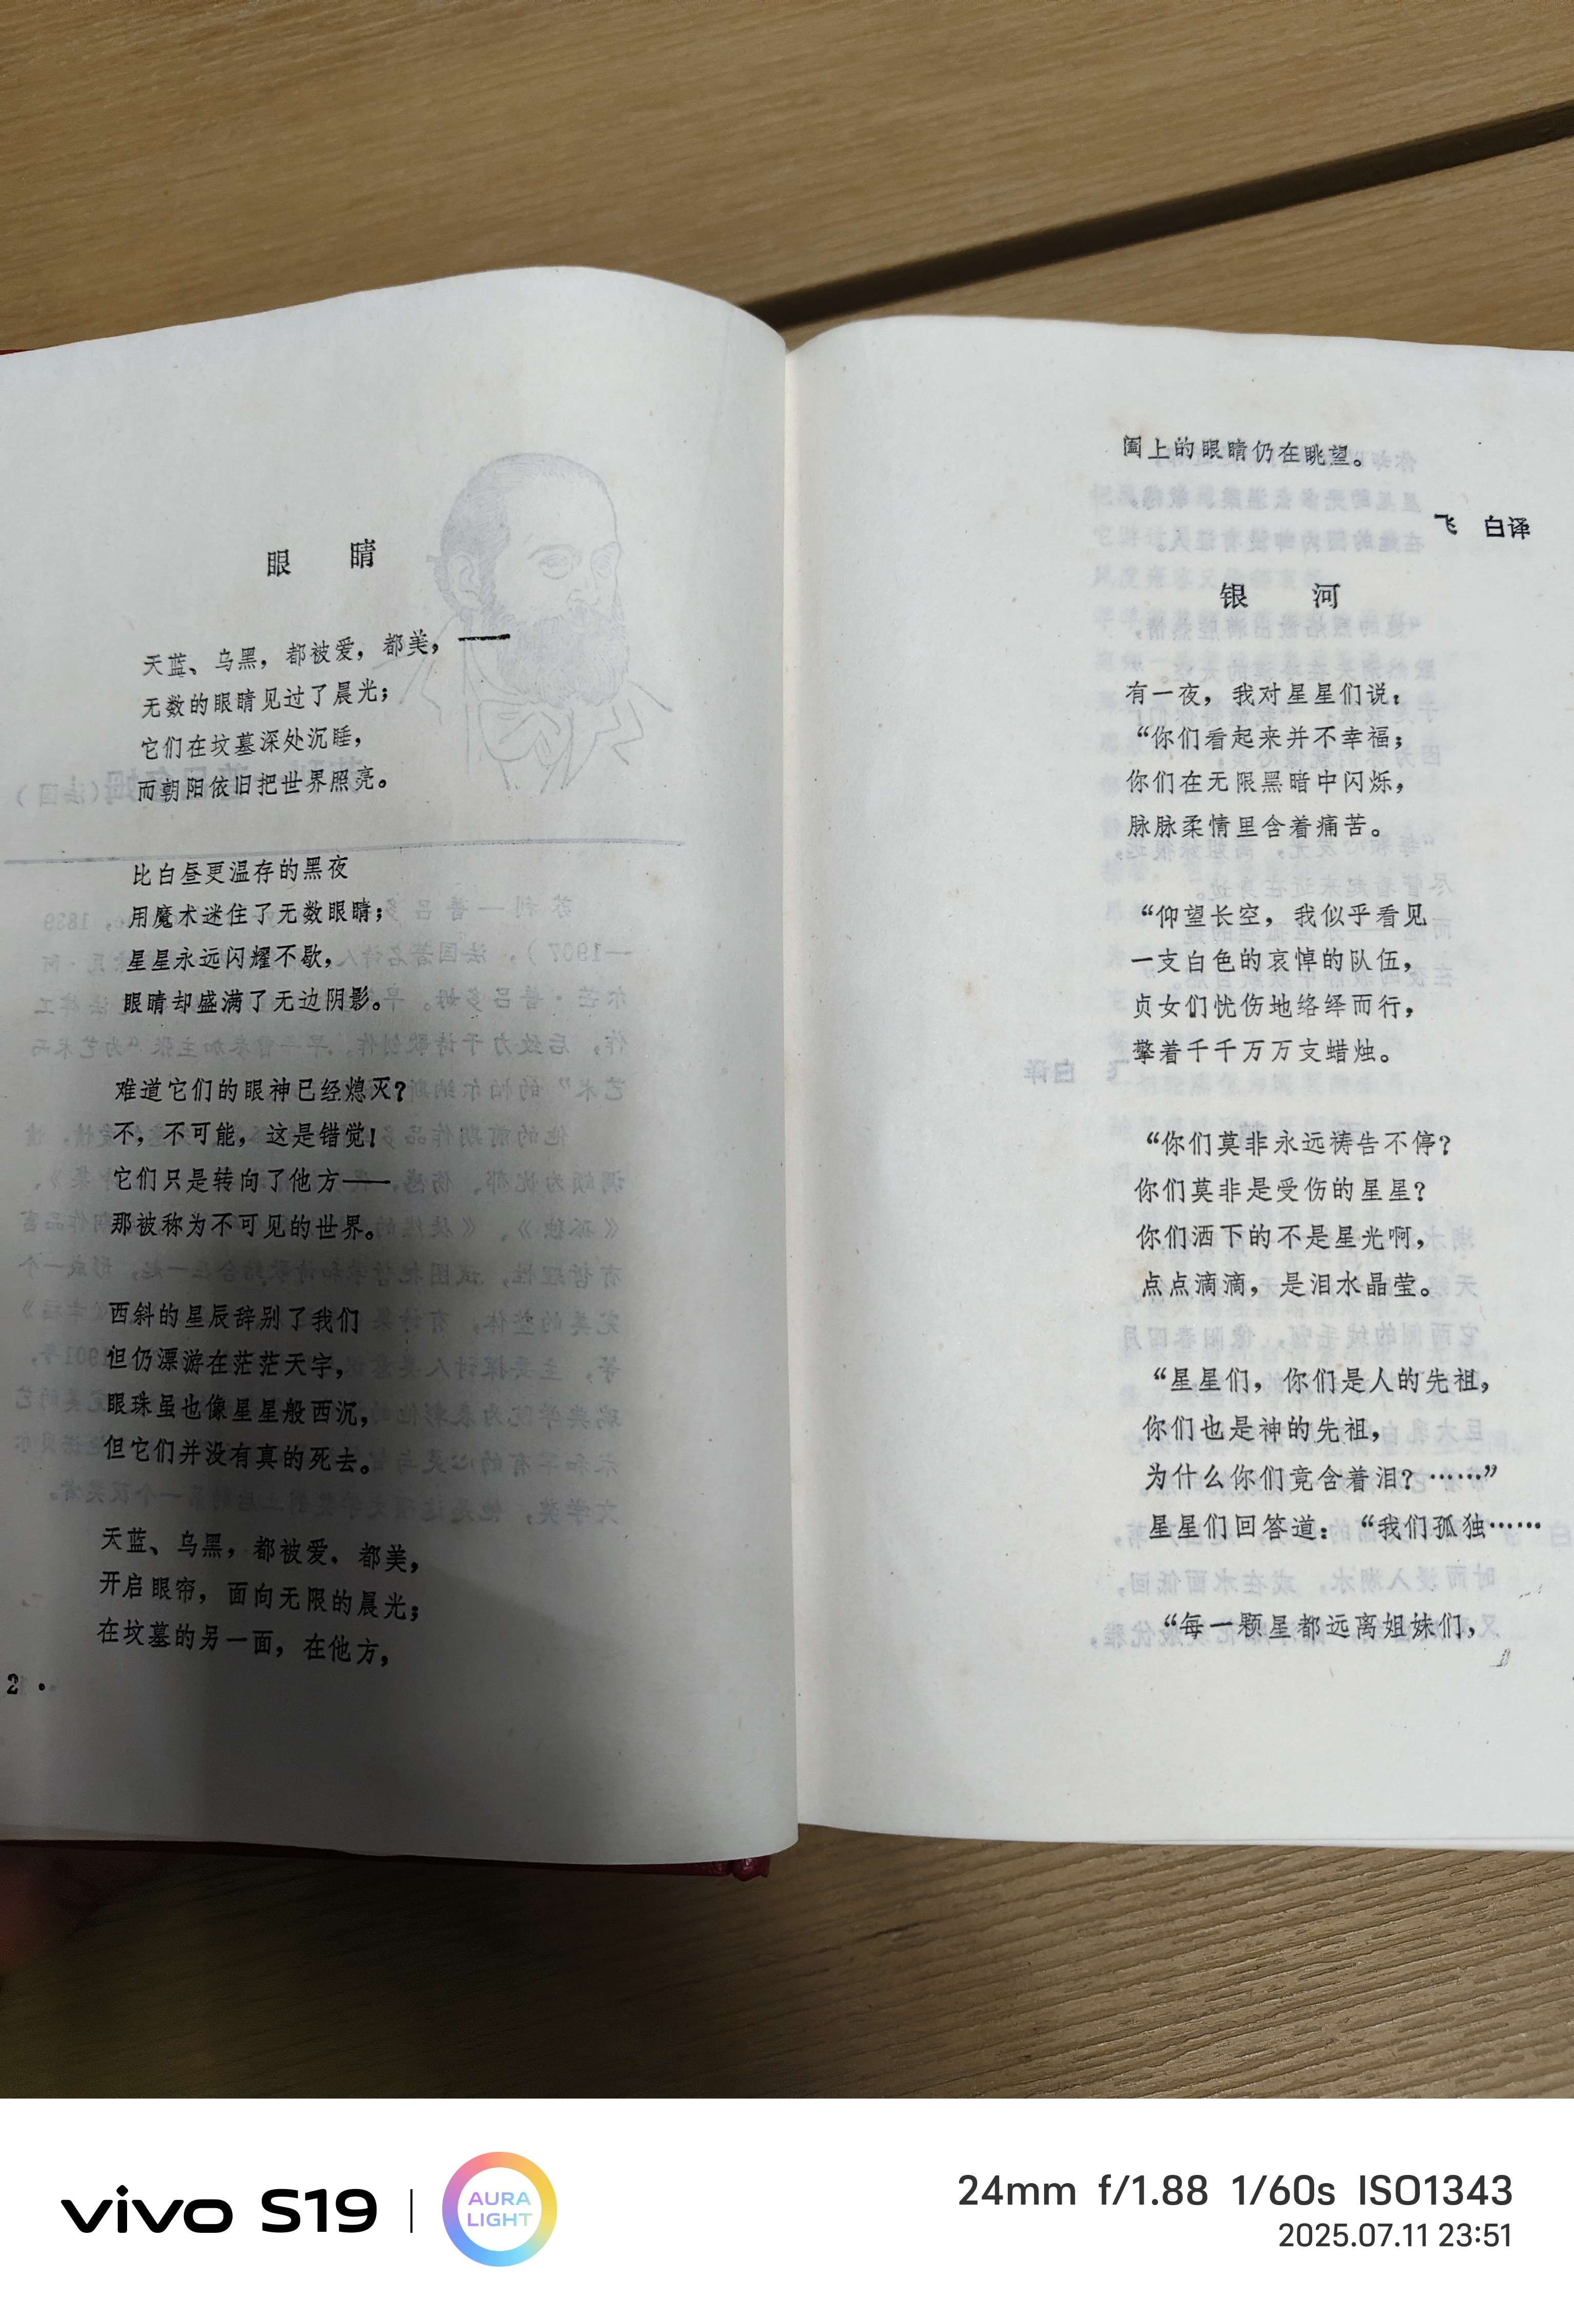 眼 睛
天蓝、乌黑，都被爱，都美，——
无数的眼睛见过了晨光；
它们在坟墓深处沉睡，
而朝阳依旧把世界照亮。
比白昼更温存的黑夜
用魔术迷住了无数眼睛；
星星永远闪耀不歇，
眼睛却盛满了无边阴影。
难道它们的眼神已经熄灭？
不，不可能，这是错觉！
它们只是转向了他方——
那被称为不可见的世界。
西斜的星辰辞别了我们
但仍漂游在茫茫天宇，
眼珠虽也像星星般西沉，
但它们并没有真的死去。
天蓝、乌黑，都被爱．都美，
开启眼帘，面向无限的晨光；
在坟墓的另一面，在他方，
2 ·
阖上的眼睛仍在眺望。
飞 白译
银 河
有一夜，我对星星们说：
“你们看起来并不幸福；
你们在无限黑暗中闪烁，
脉脉柔情里含着痛苦。
“仰望长空，我似乎看见
一支白色的哀悼的队伍，
贞女们忧伤地络绎而行，
擎着千千万万支蜡烛。
“你们莫非永远祷告不停？
你们莫非是受伤的星星？
你们洒下的不是星光啊，
点点滴滴，是泪水晶莹。
“星星们，你们是人的先祖，
你们也是神的先祖，
为什么你们竟含着泪？……”
星星们回答道：“我们孤独……
“每一颗星都远离姐妹们，
vivo S19
AURA
LIGHT
24mm f/1.88 1/60s ISO1343
2025.07.11 23:51